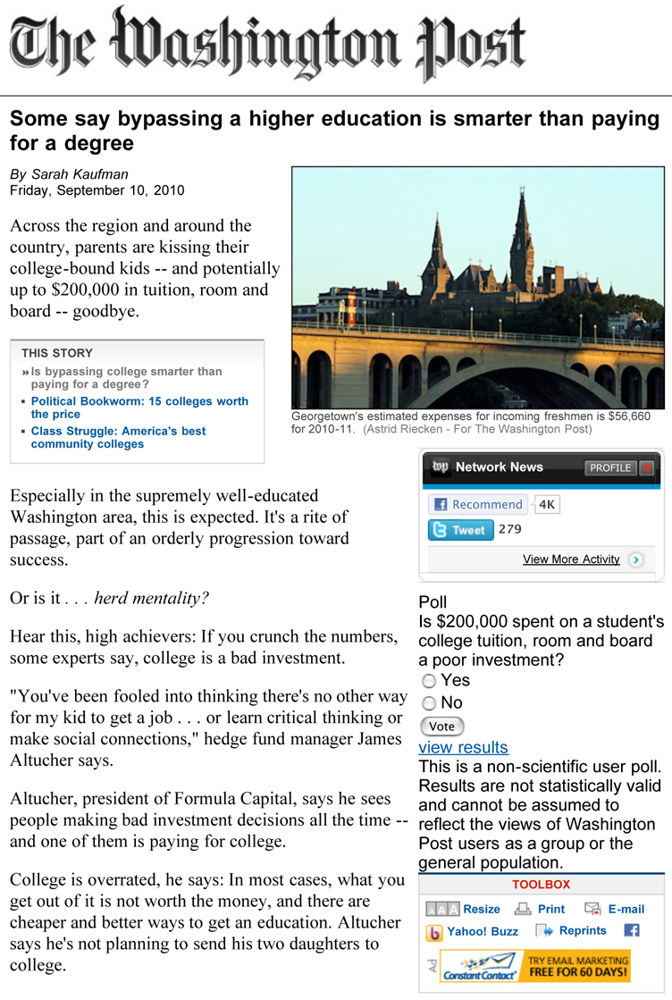 The Washington Post
Some say bypassing a higher education is smarter than paying
for a degree
By Sarah Kaufman
Friday, September 10, 2010
Across the region and around the
country, parents are kissing their
college-bound kids -- and potentially
up to $200,000 in tuition, room and
board -- goodbye.
THIS STORY
»Is bypassing college smarter than
paying for a degree?
▪ Political Bookworm: 15 colleges worth
the price
▪ Class Struggle: America's best
community colleges
Georgetown's estimated expenses for incoming freshmen is $56,660
for 2010-11. (Astrid Riecken - For The Washington Post)
Especially in the supremely well-educated
Washington area, this is expected. It's a rite of
passage, part of an orderly progression toward
success.
Or is it . . . herd mentality?
Hear this, high achievers: If you crunch the numbers,
some experts say, college is a bad investment.
"You've been fooled into thinking there's no other way
for my kid to get a job . . . or learn critical thinking or
make social connections," hedge fund manager James
Altucher says.
Altucher, president of Formula Capital, says he sees
people making bad investment decisions all the time --
and one of them is paying for college.
College is overrated, he says: In most cases, what you
get out of it is not worth the money, and there are
cheaper and better ways to get an education. Altucher
says he's not planning to send his two daughters to
college.
wp Network News PROFILE X
f Recommend 4K
t Tweet 279
View More Activity
Poll
Is $200,000 spent on a student's
college tuition, room and board
a poor investment?
Yes
No
Vote
view results
This is a non-scientific user poll.
Results are not statistically valid
and cannot be assumed to
reflect the views of Washington
Post users as a group or the
general population.
TOOLBOX
AAA Resize Print E-mail
Yahoo! Buzz Reprints f
Ad
Constant Contact® TRY EMAIL MARKETING
FREE FOR 60 DAYS!